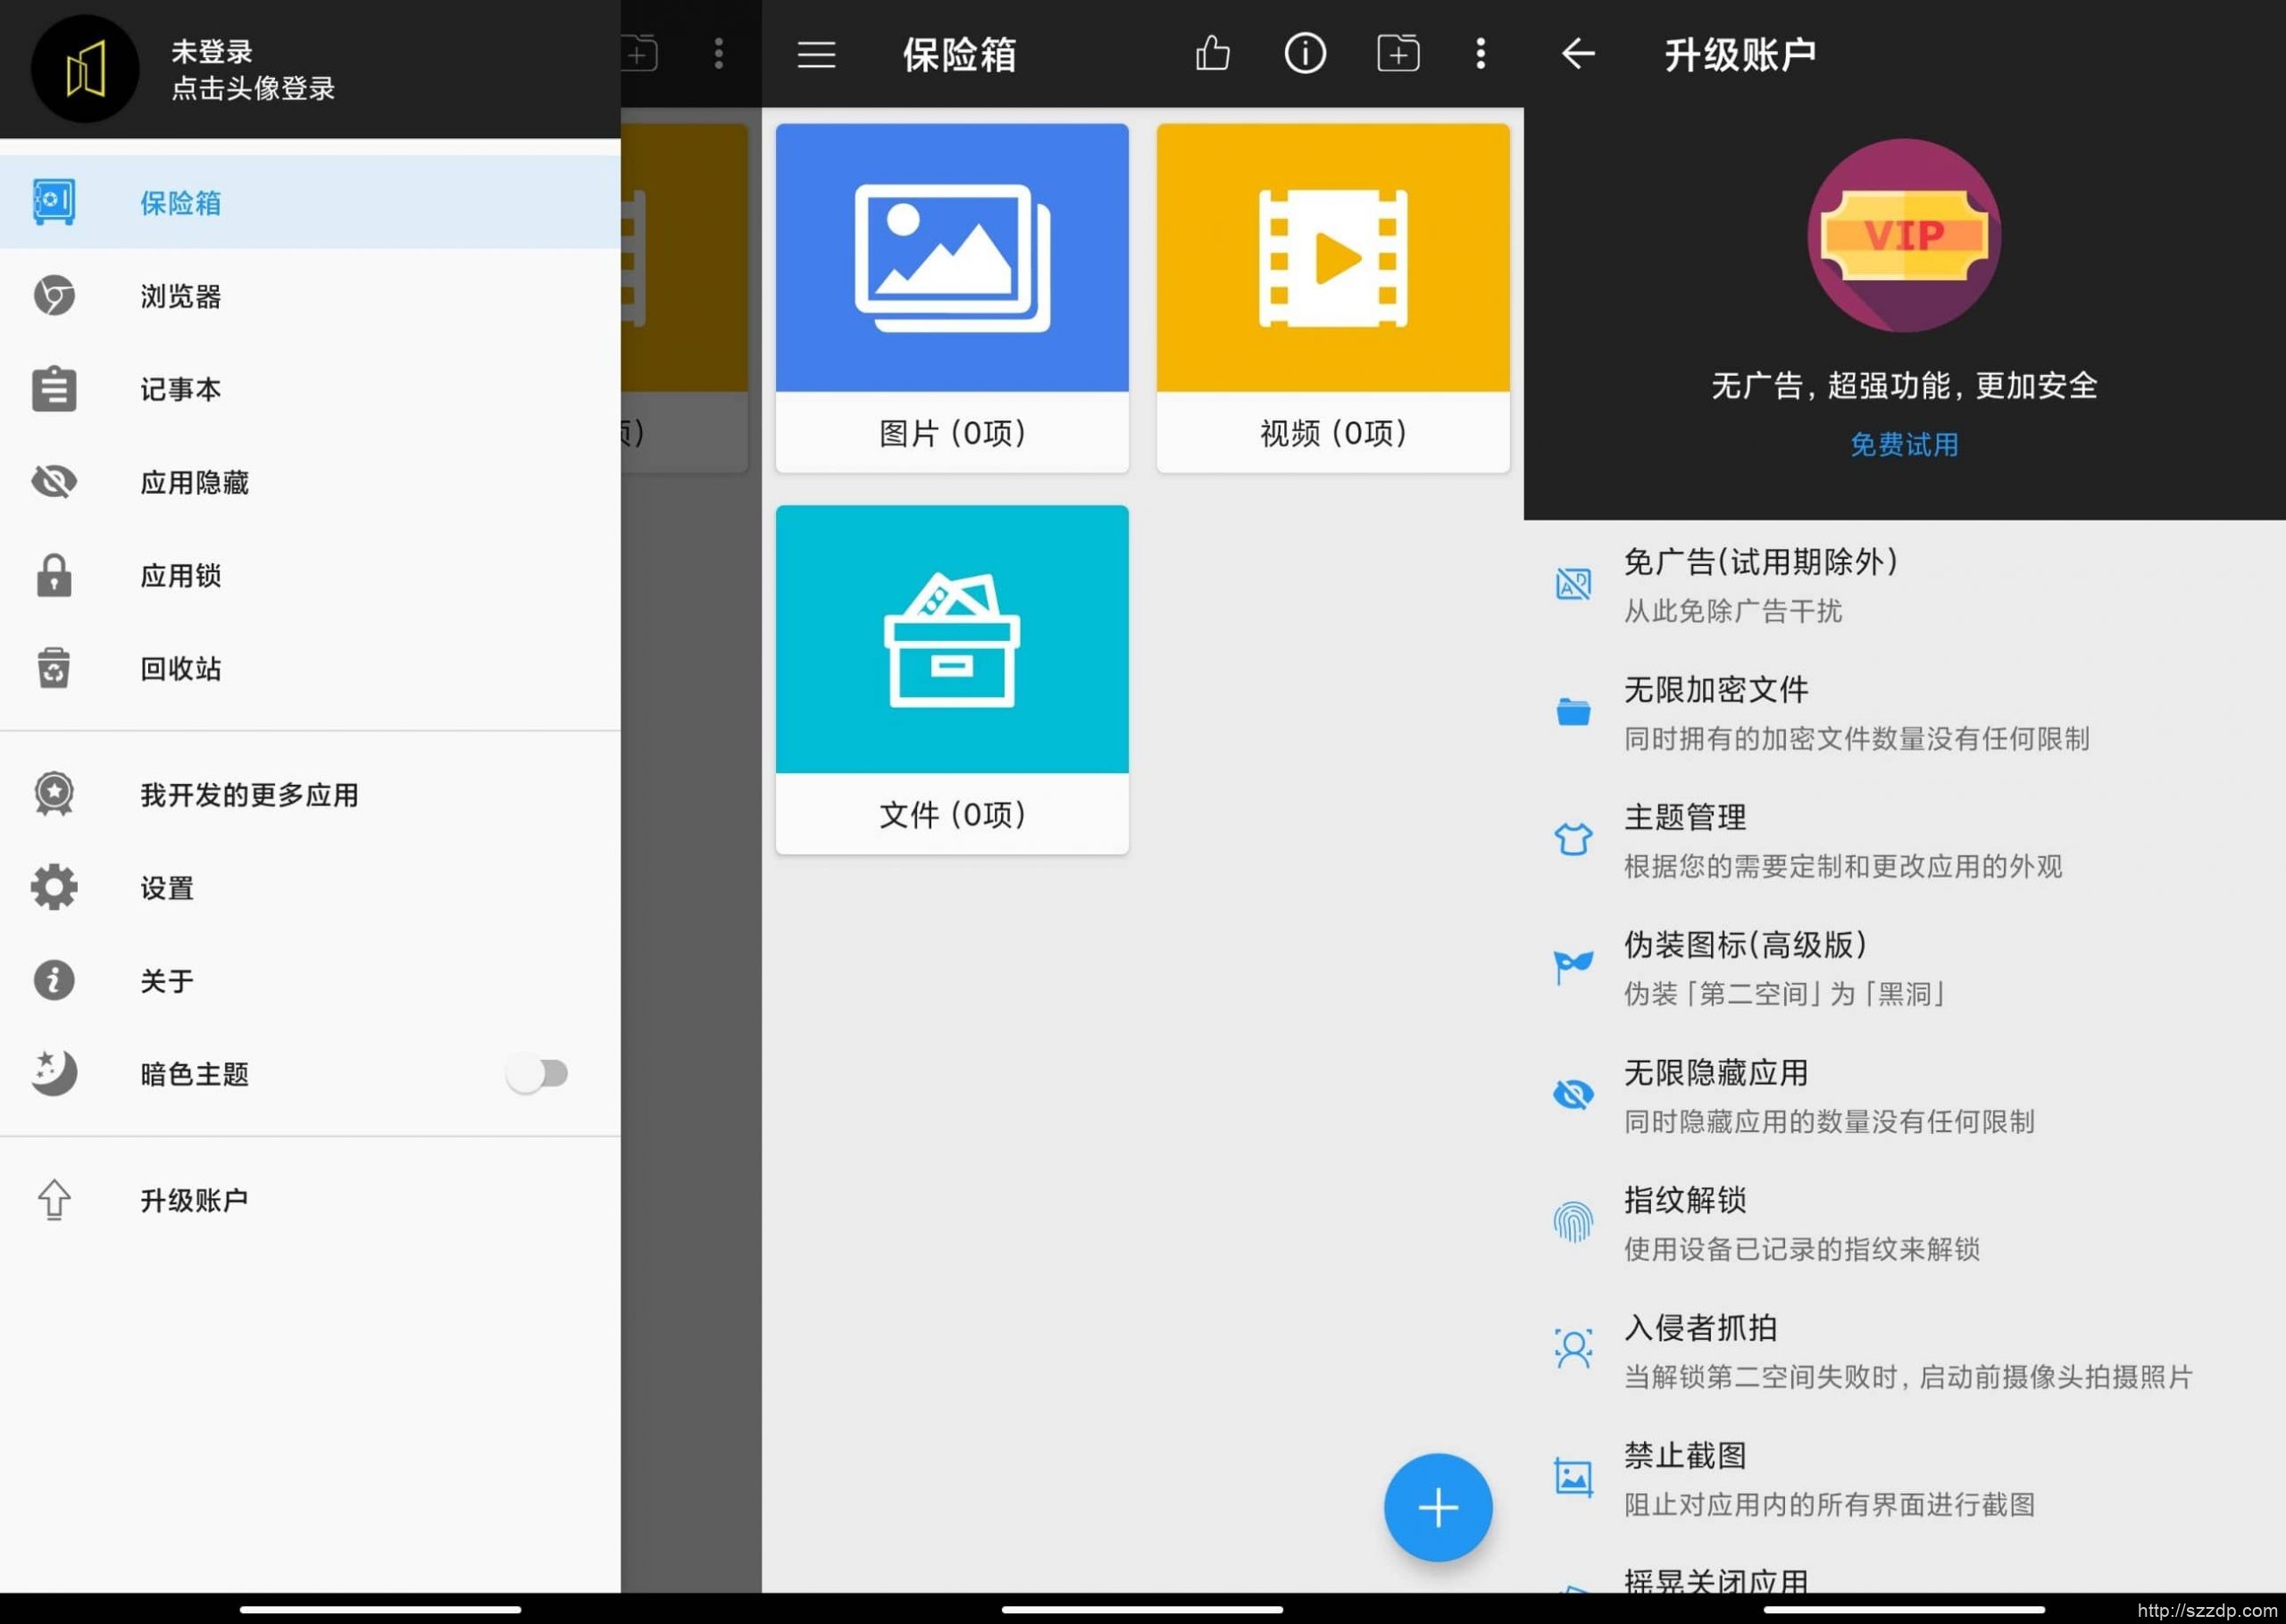 未登录
点击头像登录
保险箱
浏览器
记事本
应用隐藏
应用锁
回收站
我开发的更多应用
设置
关于
暗色主题
升级账户
项)
保险箱
图片 (0项)
视频 (0项)
文件 (0项)
升级账户
VIP
无广告, 超强功能, 更加安全
免费试用
AD
免广告(试用期除外)
从此免除广告干扰
无限加密文件
同时拥有的加密文件数量没有任何限制
主题管理
根据您的需要定制和更改应用的外观
伪装图标(高级版)
伪装「第二空间」为「黑洞」
无限隐藏应用
同时隐藏应用的数量没有任何限制
指纹解锁
使用设备已记录的指纹来解锁
入侵者抓拍
当解锁第二空间失败时, 启动前摄像头拍摄照片
禁止截图
阻止对应用内的所有界面进行截图
摇晃关闭应用
http://szzdp.com